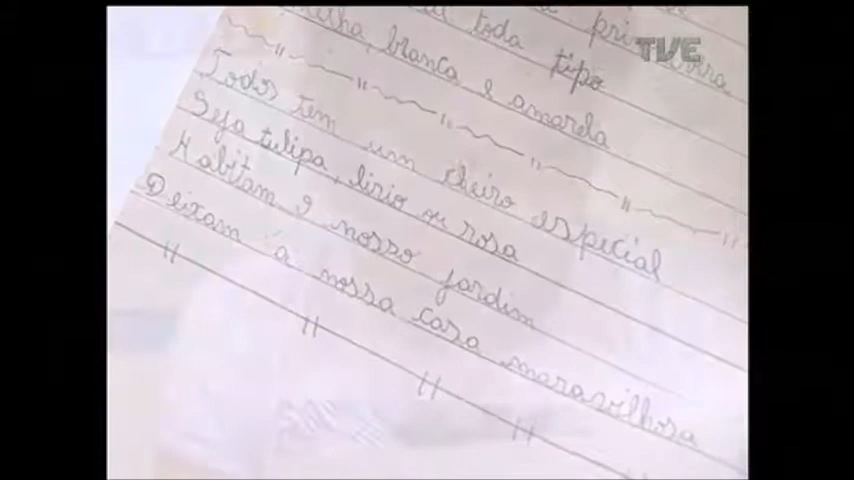 TVE
toda tipo
branca e amarela
Todos tem um cheiro especial
Seja tulipa, lirio ou rosa
Habitam e nosso jardim
Deixam a nossa casa maravilhosa